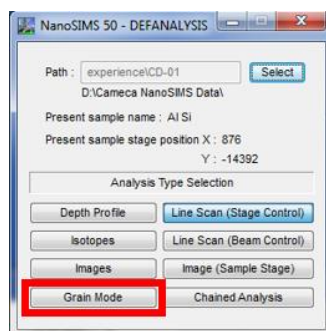 NanoSIMS 50 - DEFANALYSIS
Path : experience\CD-01 Select
D:\Cameca NanoSIMS Data\
Present sample name : Al Si
Present sample stage position X : 876
Y : -14392
Analysis Type Selection
Depth Profile Line Scan (Stage Control)
Isotopes Line Scan (Beam Control)
Images Image (Sample Stage)
Grain Mode Chained Analysis